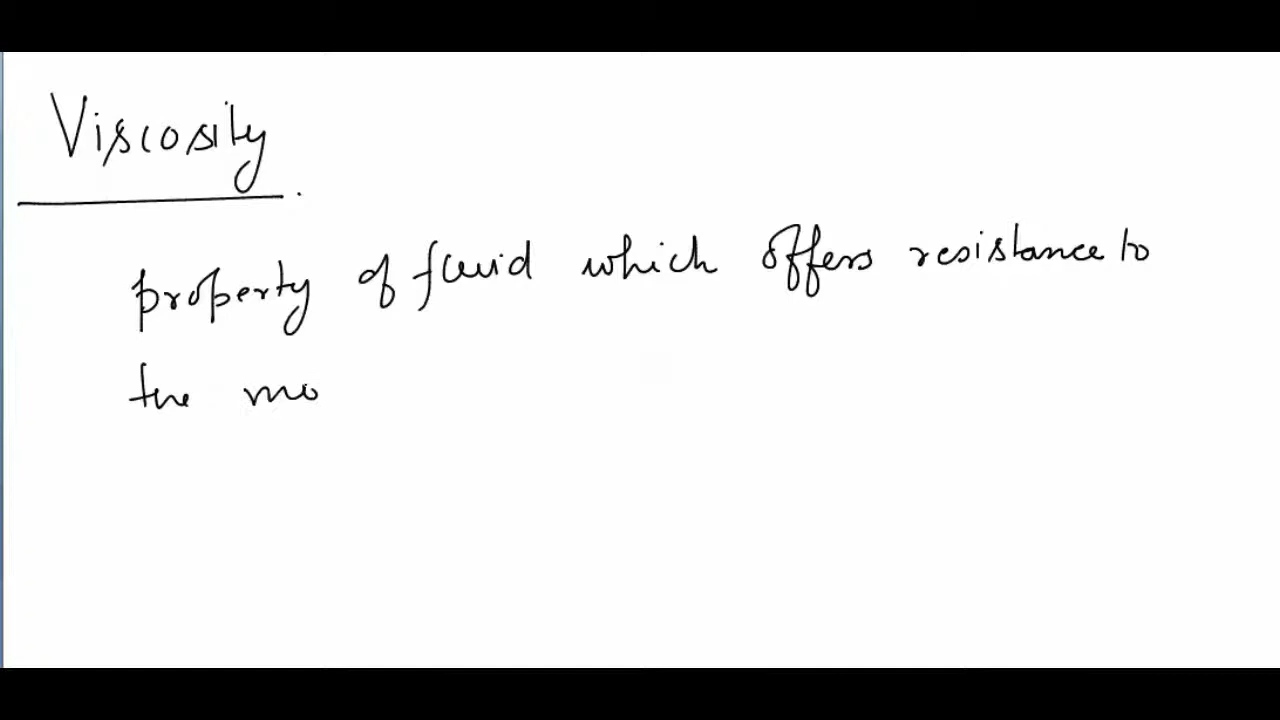 Viscosity
property of fluid which offers resistance to
the mo